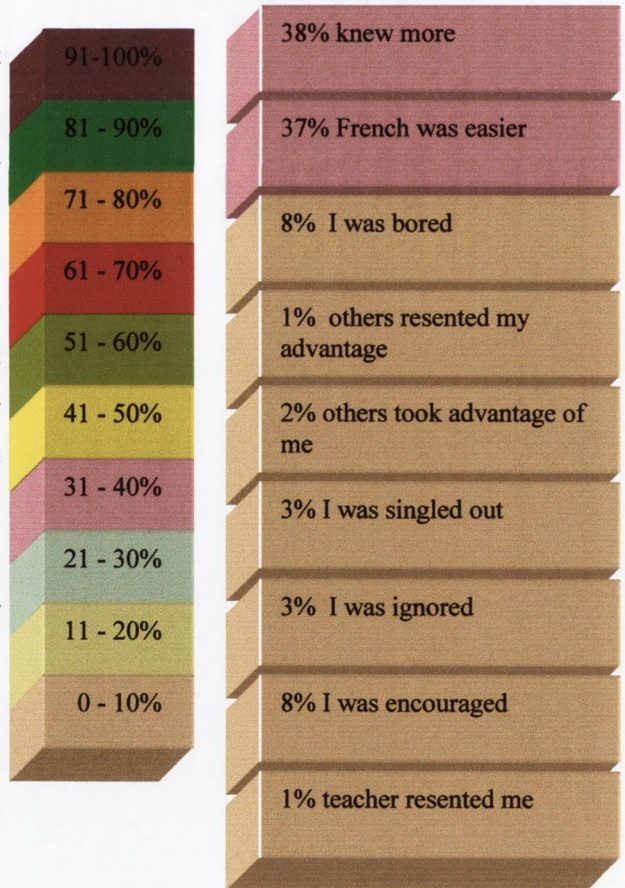 91-100%
81 - 90%
71 - 80%
61 - 70%
51 - 60%
41 - 50%
31 - 40%
21 - 30%
11 - 20%
0 - 10%
38% knew more
37% French was easier
8% I was bored
1% others resented my
advantage
2% others took advantage of
me
3% I was singled out
3% I was ignored
8% I was encouraged
1% teacher resented me